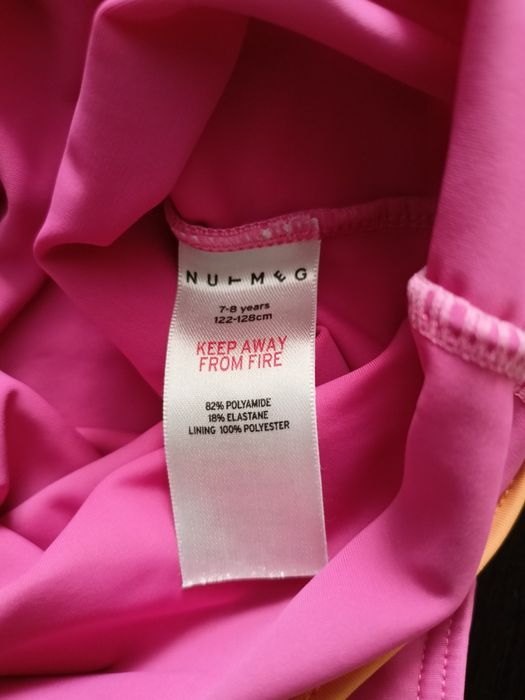 NUTMEG
7-8 years
122-128cm
KEEP AWAY
FROM FIRE
82% POLYAMIDE
18% ELASTANE
LINING 100% POLYESTER